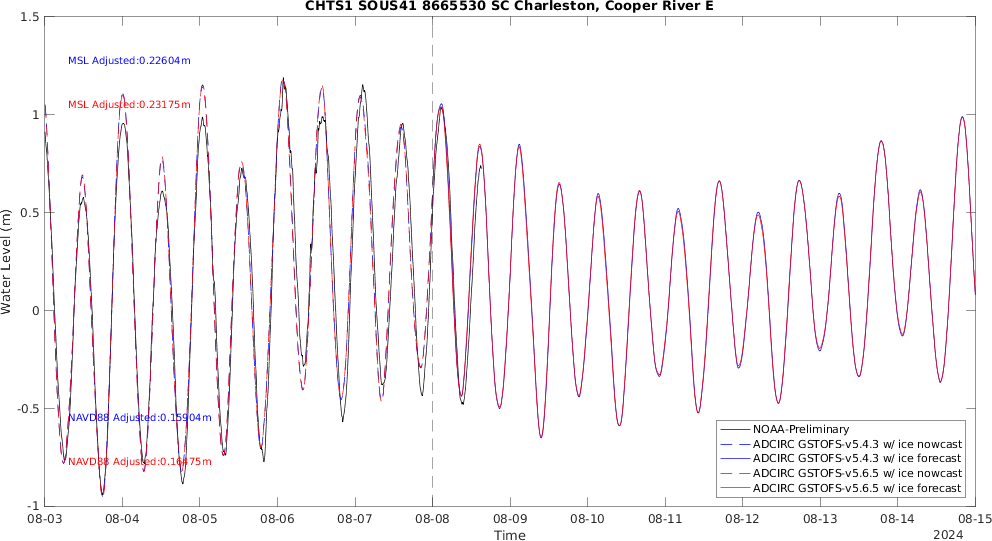 CHTS1 SOUS41 8665530 SC Charleston, Cooper River E
1.5
1
0.5
0
-0.5
-1
Water Level (m)
MSL Adjusted:0.22604m
MSL Adjusted:0.23175m
NAVD88 Adjusted:0.15904m
NAVD88 Adjusted:0.16475m
NOAA-Preliminary
ADCIRC GSTOFS-v5.4.3 w/ ice nowcast
ADCIRC GSTOFS-v5.4.3 w/ ice forecast
ADCIRC GSTOFS-v5.6.5 w/ ice nowcast
ADCIRC GSTOFS-v5.6.5 w/ ice forecast
08-03 08-04 08-05 08-06 08-07 08-08 08-09 08-10 08-11 08-12 08-13 08-14 08-15
Time
2024